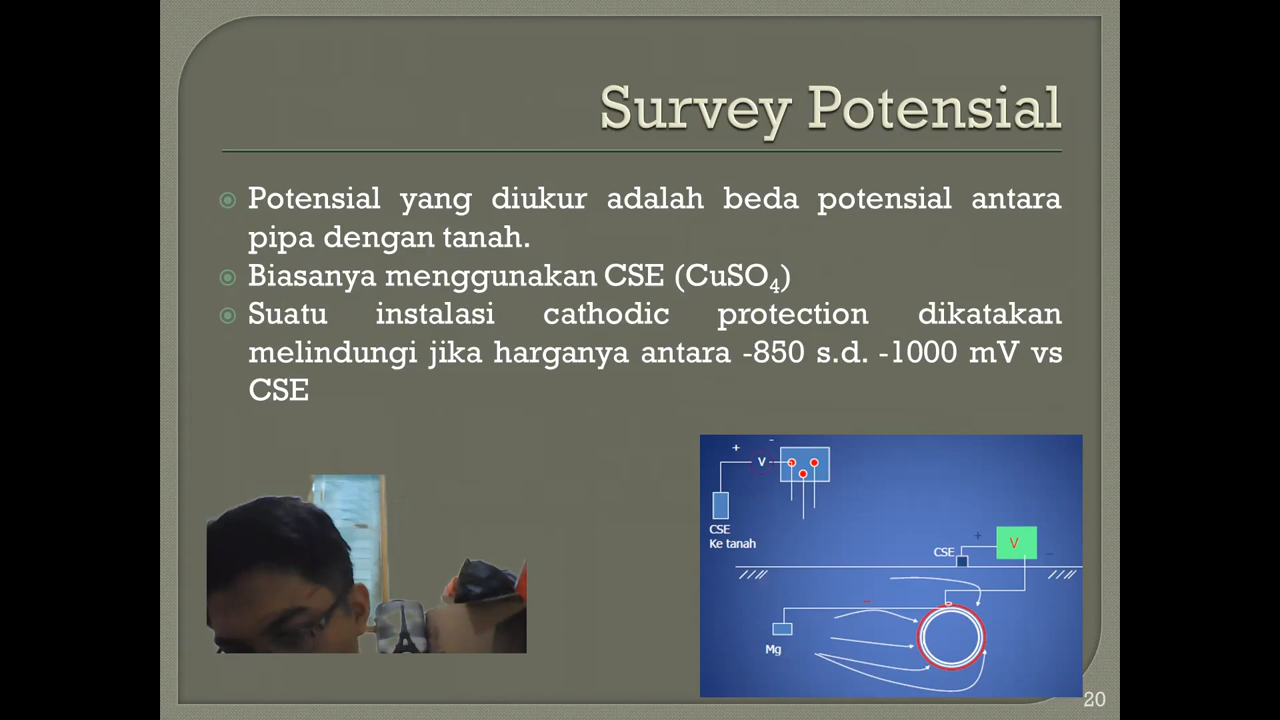 Survey Potensial
Potensial yang diukur adalah beda potensial antara
pipa dengan tanah.
Biasanya menggunakan CSE (CuSO₄)
Suatu instalasi cathodic protection dikatakan
melindungi jika harganya antara -850 s.d. -1000 mV vs
CSE
+ -
V
CSE
Ke tanah
CSE
+
V
-
-
Mg
20